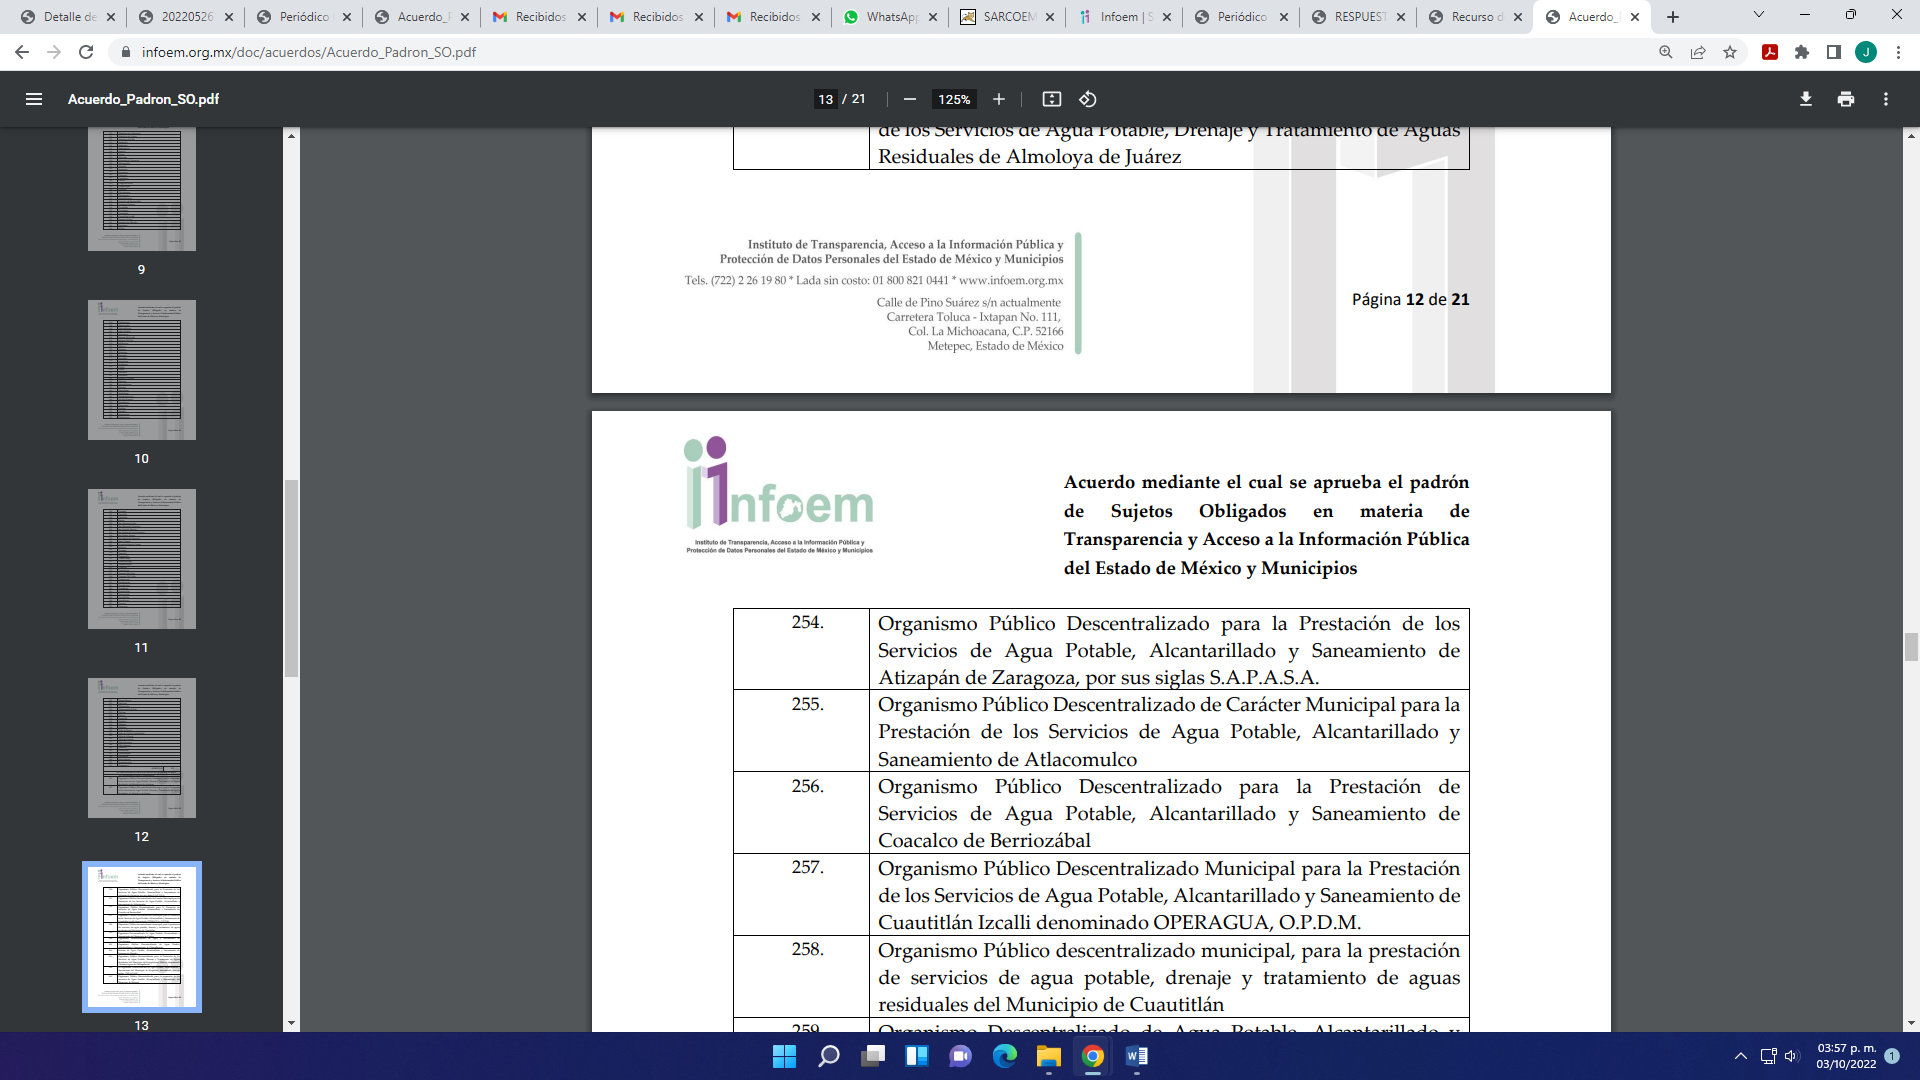 Detalle de
20220526
Periódico
Acuerdo_P
Recibidos
Recibidos
Recibidos
WhatsApp
SARCOEM
Infoem | S
Periódico
RESPUEST
Recurso d
Acuerdo_
infoem.org.mx/doc/acuerdos/Acuerdo_Padron_SO.pdf
J
Acuerdo_Padron_SO.pdf
13 / 21
125%
9
10
11
12
13
de los Servicios de Agua Potable, Drenaje y Tratamiento de Aguas
Residuales de Almoloya de Juárez
Instituto de Transparencia, Acceso a la Información Pública y
Protección de Datos Personales del Estado de México y Municipios
Tels. (722) 2 26 19 80 * Lada sin costo: 01 800 821 0441 * www.infoem.org.mx
Calle de Pino Suárez s/n actualmente
Carretera Toluca - Ixtapan No. 111,
Col. La Michoacana, C.P. 52166
Metepec, Estado de México
Página 12 de 21
infoem
Instituto de Transparencia, Acceso a la Información Pública y
Protección de Datos Personales del Estado de México y Municipios
Acuerdo mediante el cual se aprueba el padrón
de Sujetos Obligados en materia de
Transparencia y Acceso a la Información Pública
del Estado de México y Municipios
254.
Organismo Público Descentralizado para la Prestación de los
Servicios de Agua Potable, Alcantarillado y Saneamiento de
Atizapán de Zaragoza, por sus siglas S.A.P.A.S.A.
255.
Organismo Público Descentralizado de Carácter Municipal para la
Prestación de los Servicios de Agua Potable, Alcantarillado y
Saneamiento de Atlacomulco
256.
Organismo Público Descentralizado para la Prestación de
Servicios de Agua Potable, Alcantarillado y Saneamiento de
Coacalco de Berriozábal
257.
Organismo Público Descentralizado Municipal para la Prestación
de los Servicios de Agua Potable, Alcantarillado y Saneamiento de
Cuautitlán Izcalli denominado OPERAGUA, O.P.D.M.
258.
Organismo Público descentralizado municipal, para la prestación
de servicios de agua potable, drenaje y tratamiento de aguas
residuales del Municipio de Cuautitlán
259.
Organismo Descentralizado de Agua Potable, Alcantarillado y
03:57 p. m.
03/10/2022
1